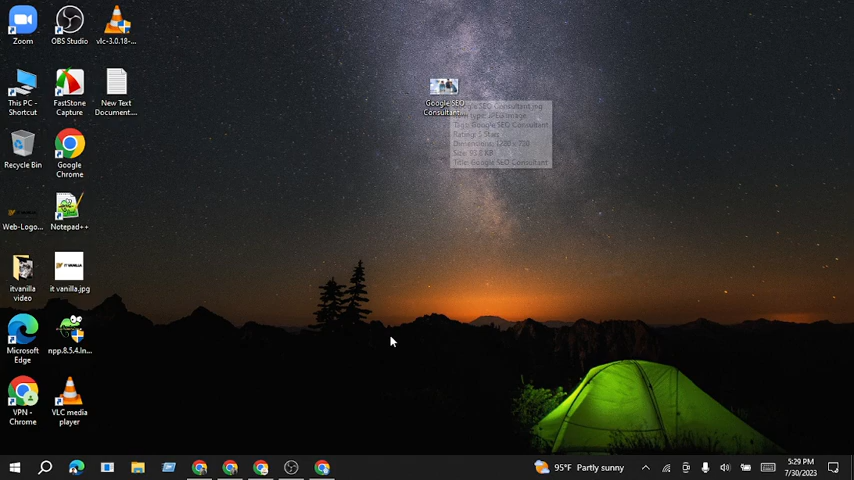 Zoom
OBS Studio
vlc-3.0.18-...
This PC -
Shortcut
FastStone
Capture
New Text
Document....
Google SEO
Consultant...
Google SEO Consultant.jpg
Item type: JPEG image
Tags: Google SEO Consultant
Rating: 5 Stars
Dimensions: 1280 x 720
Size: 93.8 KB
Title: Google SEO Consultant
Recycle Bin
Google
Chrome
Web-Logo...
Notepad++
IT VANILLA
itvanilla
video
it vanilla.jpg
Microsoft
Edge
npp.8.5.4.In...
VPN -
Chrome
VLC media
player
95°F Partly sunny
5:29 PM
7/30/2023